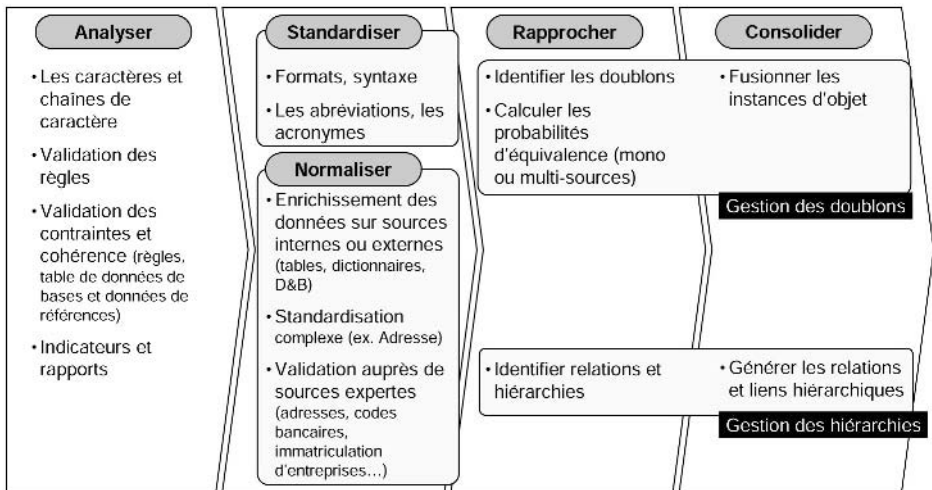 Analyser
• Les caractères et
chaînes de
caractère
• Validation des
règles
• Validation des
contraintes et
cohérence (règles,
table de données de
bases et données de
références)
• Indicateurs et
rapports
Standardiser
• Formats, syntaxe
• Les abréviations, les
acronymes
Normaliser
• Enrichissement des
données sur sources
internes ou externes
(tables, dictionnaires,
D&B)
• Standardisation
complexe (ex. Adresse)
• Validation auprès de
sources expertes
(adresses, codes
bancaires,
immatriculation
d'entreprises...)
Rapprocher
• Identifier les doublons
• Calculer les
probabilités
d'équivalence (mono
ou multi-sources)
• Identifier relations et
hiérarchies
Consolider
• Fusionner les
instances d'objet
Gestion des doublons
• Générer les relations
et liens hiérarchiques
Gestion des hiérarchies